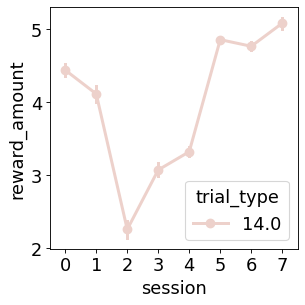 reward_amount
5
4
3
2
trial_type
14.0
0 1 2 3 4 5 6 7
session